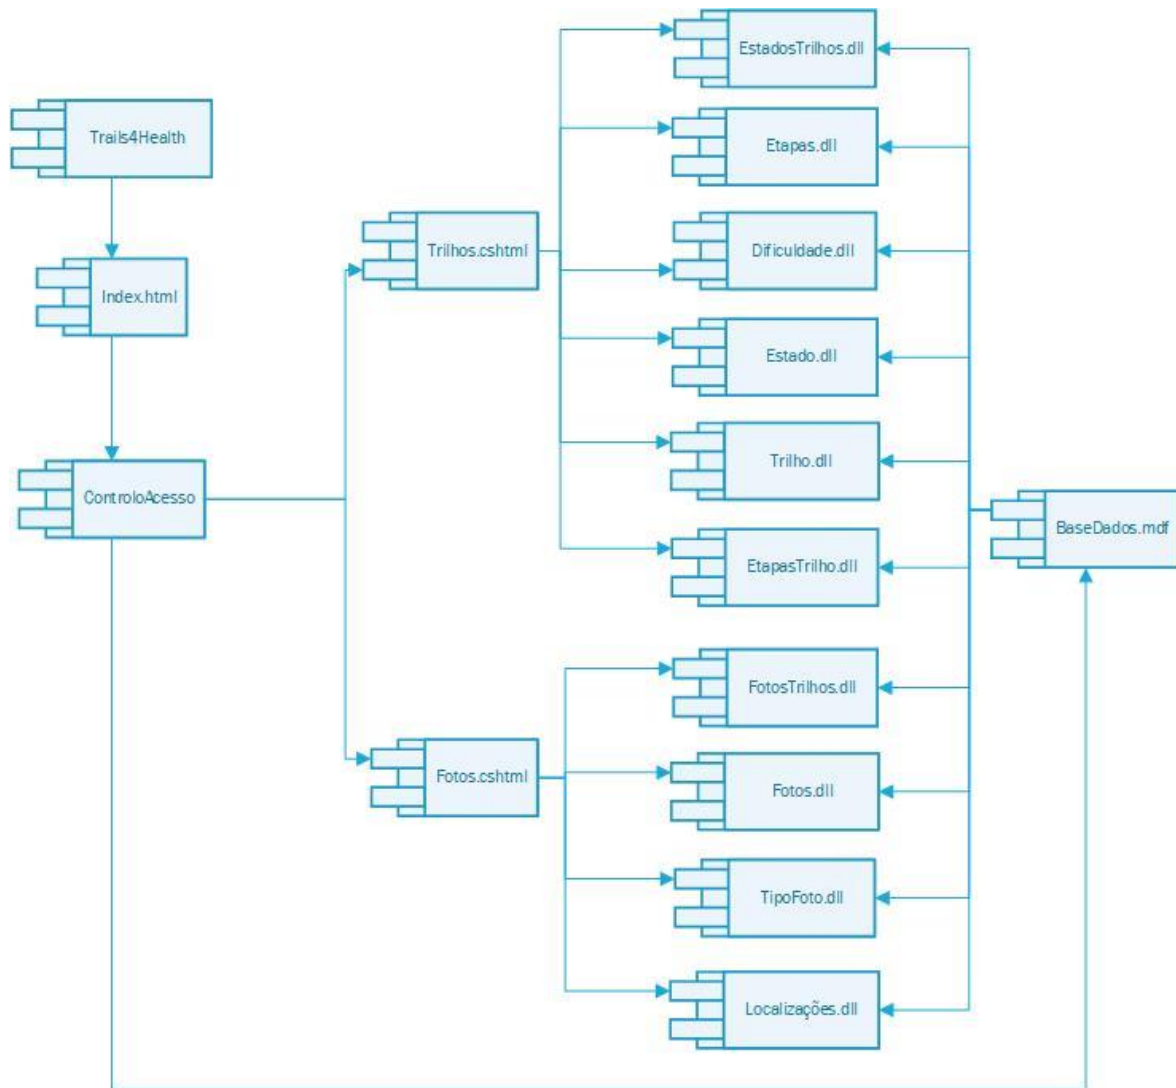 EstadosTrilhos.dll
Trails4Health
Etapas.dll
Trilhos.cshtml
Dificuldade.dll
Index.html
Estado.dll
Trilho.dll
ControloAcesso
BaseDados.mdf
EtapasTrilho.dll
FotosTrilhos.dll
Fotos.cshtml
Fotos.dll
TipoFoto.dll
Localizações.dll